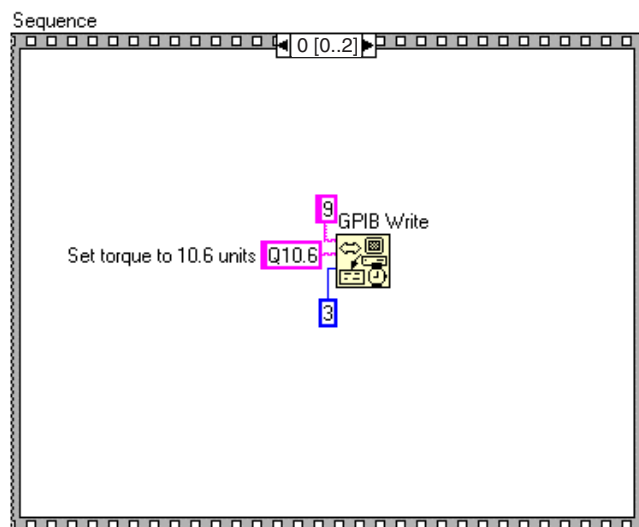 Sequence
0 [0..2]
9
GPIB Write
Set torque to 10.6 units Q10.6
3